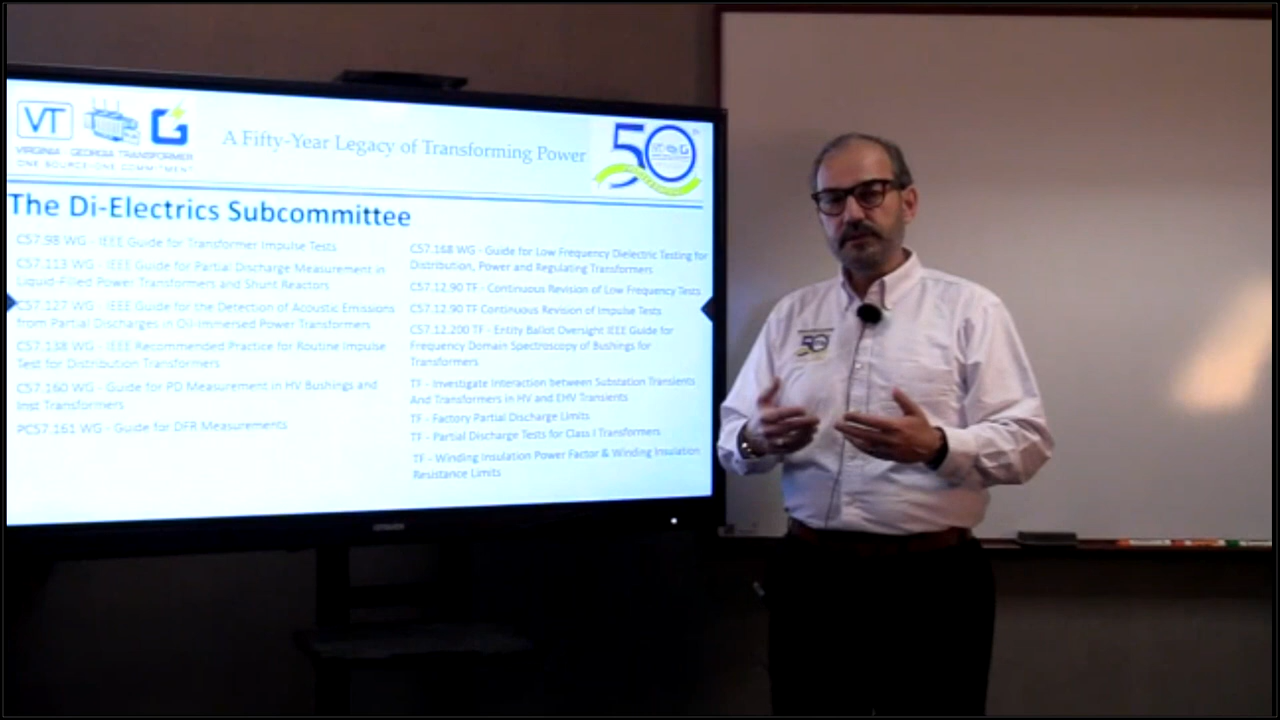 VT
G
VIRGINIA - GEORGIA TRANSFORMER
ONE SOURCE-ONE COMMITMENT
A Fifty-Year Legacy of Transforming Power
50
The Di-Electrics Subcommittee
C57.98 WG - IEEE Guide for Transformer Impulse Tests
C57.113 WG - IEEE Guide for Partial Discharge Measurement in
Liquid-Filled Power Transformers and Shunt Reactors
C57.127 WG - IEEE Guide for the Detection of Acoustic Emissions
from Partial Discharges in Oil-Immersed Power Transformers
C57.138 WG - IEEE Recommended Practice for Routine Impulse
Test for Distribution Transformers
C57.160 WG - Guide for PD Measurement in HV Bushings and
Inst Transformers
PC57.161 WG - Guide for DFR Measurements
C57.168 WG - Guide for Low Frequency Dielectric Testing for
Distribution, Power and Regulating Transformers
C57.12.90 TF - Continuous Revision of Low Frequency Tests
C57.12.90 TF Continuous Revision of Impulse Tests
C57.12.200 TF - Entity Ballot Oversight IEEE Guide for
Frequency Domain Spectroscopy of Bushings for
Transformers
TF - Investigate Interaction between Substation Transients
And Transformers in HV and EHV Transients
TF - Factory Partial Discharge Limits
TF - Partial Discharge Tests for Class I Transformers
TF - Winding Insulation Power Factor & Winding Insulation
Resistance Limits
50